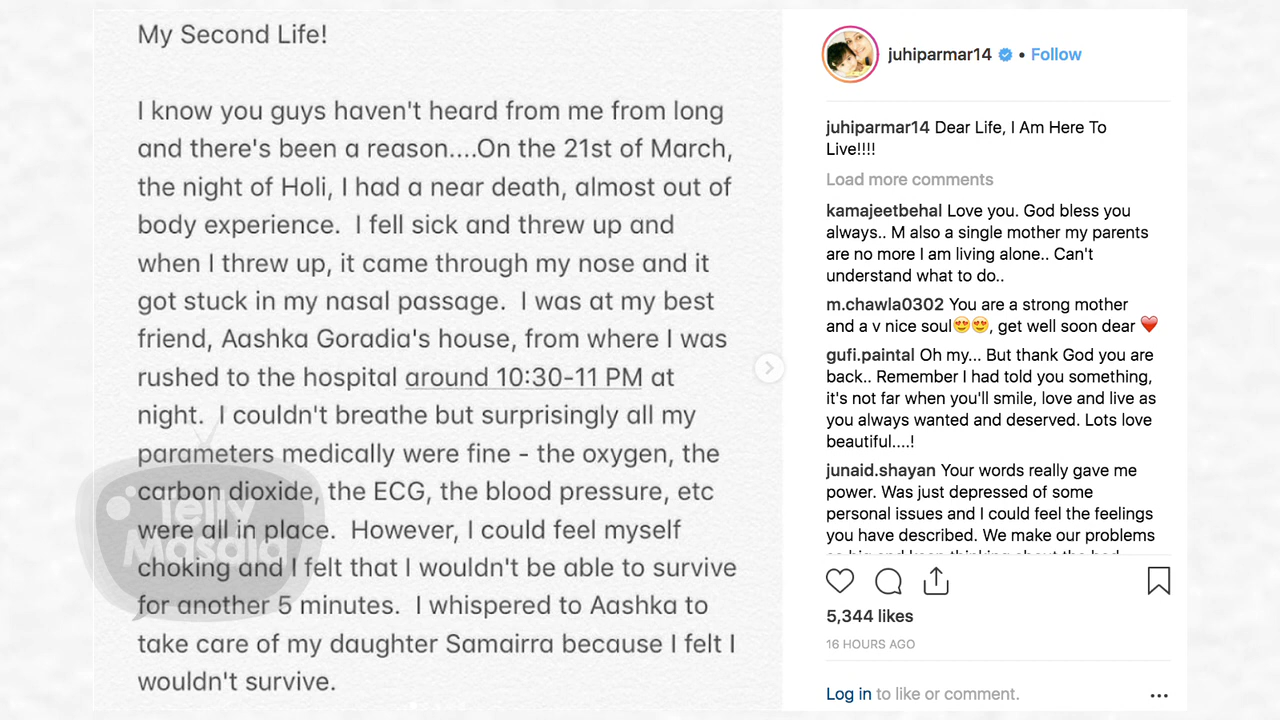 My Second Life!
I know you guys haven't heard from me from long
and there's been a reason....On the 21st of March,
the night of Holi, I had a near death, almost out of
body experience.  I fell sick and threw up and
when I threw up, it came through my nose and it
got stuck in my nasal passage.  I was at my best
friend, Aashka Goradia's house, from where I was
rushed to the hospital around 10:30-11 PM at
night.  I couldn't breathe but surprisingly all my
parameters medically were fine - the oxygen, the
carbon dioxide, the ECG, the blood pressure, etc
were all in place.  However, I could feel myself
choking and I felt that I wouldn't be able to survive
for another 5 minutes.  I whispered to Aashka to
take care of my daughter Samairra because I felt I
wouldn't survive.
Telly
Masala
juhiparmar14 • Follow
juhiparmar14 Dear Life, I Am Here To
Live!!!!
Load more comments
kamajeetbehal Love you. God bless you
always.. M also a single mother my parents
are no more I am living alone.. Can't
understand what to do..
m.chawla0302 You are a strong mother
and a v nice soul😍😍, get well soon dear ❤️
gufi.paintal Oh my... But thank God you are
back.. Remember I had told you something,
it's not far when you'll smile, love and live as
you always wanted and deserved. Lots love
beautiful....!
junaid.shayan Your words really gave me
power. Was just depressed of some
personal issues and I could feel the feelings
you have described. We make our problems
5,344 likes
16 HOURS AGO
Log in to like or comment.